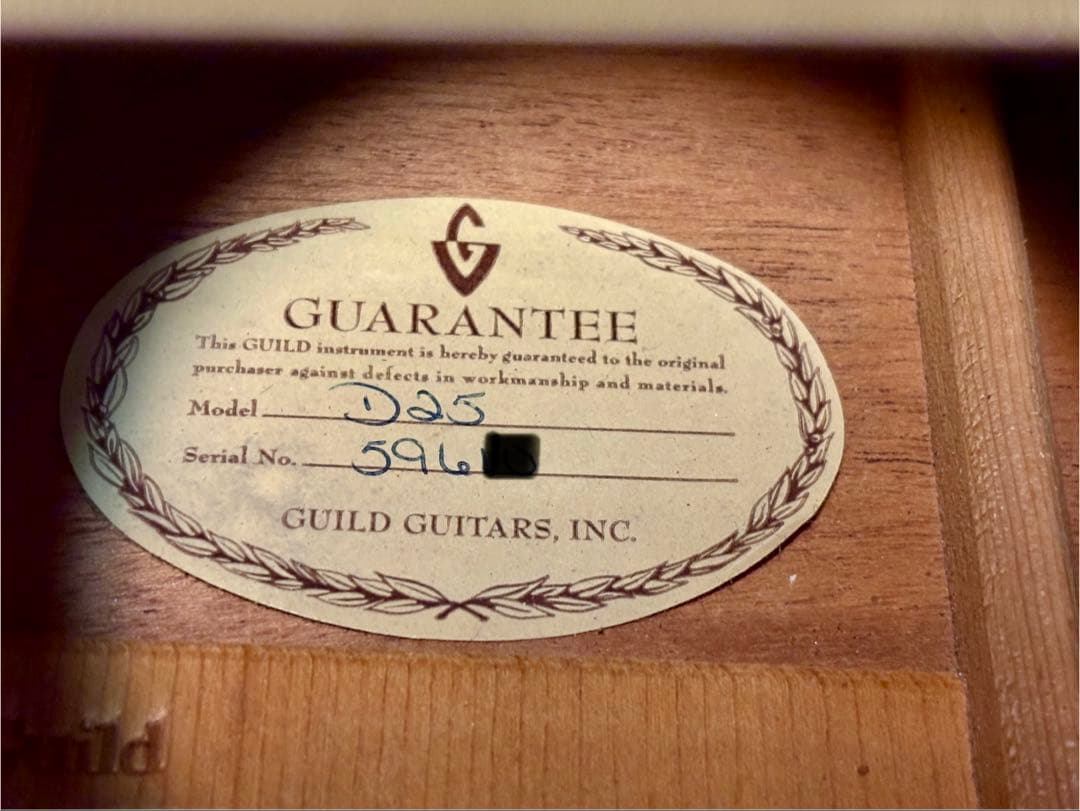 GUARANTEE
This GUILD instrument is hereby guaranteed to the original
purchaser against defects in workmanship and materials.
Model D25
Serial No. 596
GUILD GUITARS, INC.
Guild